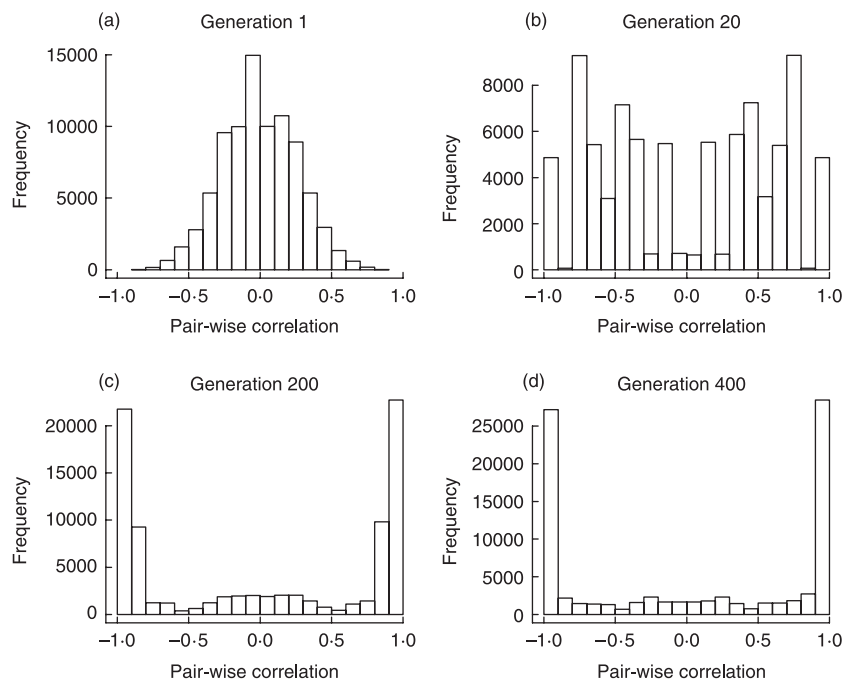 (a) Generation 1
15000
10000
5000
0
Frequency
−1·0 −0·5 0·0 0·5 1·0
Pair-wise correlation
(b) Generation 20
8000
6000
4000
2000
0
Frequency
−1·0 −0·5 0·0 0·5 1·0
Pair-wise correlation
(c) Generation 200
20000
15000
10000
5000
0
Frequency
−1·0 −0·5 0·0 0·5 1·0
Pair-wise correlation
(d) Generation 400
25000
20000
15000
10000
5000
0
Frequency
−1·0 −0·5 0·0 0·5 1·0
Pair-wise correlation